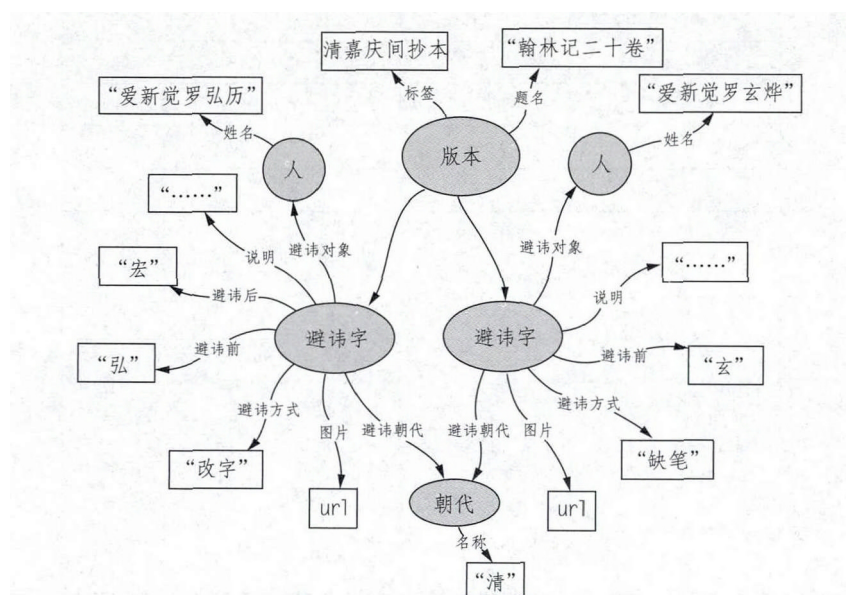 清嘉庆间抄本
“翰林记二十卷”
“爱新觉罗弘历”
标签
题名
“爱新觉罗玄烨”
姓名
版本
姓名
人
人
“……”
避讳对象
避讳对象
说明
“……”
“宏”
避讳后
说明
避讳字
避讳字
避讳前
避讳前
“弘”
“玄”
避讳方式
避讳方式
图片
避讳朝代
避讳朝代
图片
“改字”
“缺笔”
url
朝代
url
名称
“清”